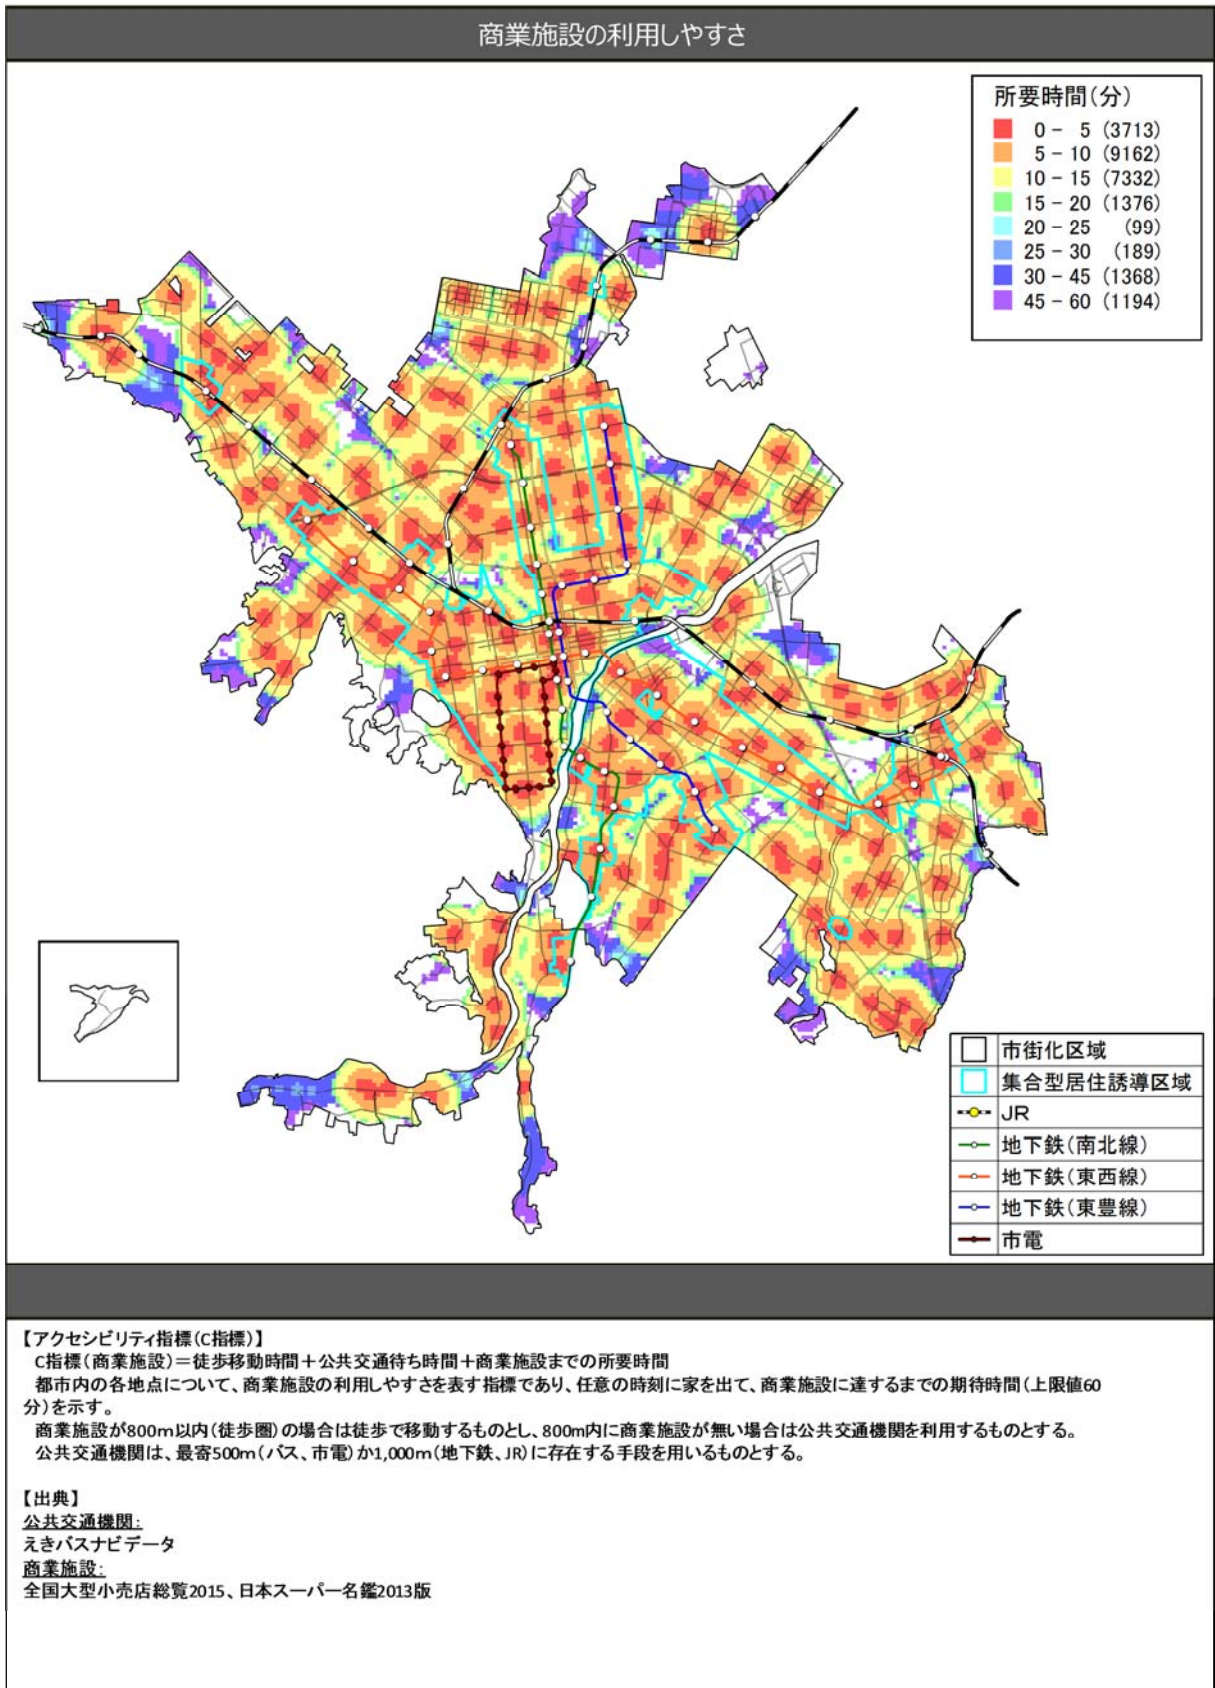 商業施設の利用しやすさ
所要時間(分)
0 - 5 (3713)
5 - 10 (9162)
10 - 15 (7332)
15 - 20 (1376)
20 - 25 (99)
25 - 30 (189)
30 - 45 (1368)
45 - 60 (1194)
市街化区域
集合型居住誘導区域
JR
地下鉄(南北線)
地下鉄(東西線)
地下鉄(東豊線)
市電
【アクセシビリティ指標(C指標)】
C指標(商業施設)=徒歩移動時間+公共交通待ち時間+商業施設までの所要時間
都市内の各地点について、商業施設の利用しやすさを表す指標であり、任意の時刻に家を出て、商業施設に達するまでの期待時間(上限値60
分)を示す。
商業施設が800m以内(徒歩圏)の場合は徒歩で移動するものとし、800m内に商業施設が無い場合は公共交通機関を利用するものとする。
公共交通機関は、最寄500m(バス、市電)か1,000m(地下鉄、JR)に存在する手段を用いるものとする。
【出典】
公共交通機関:
えきバスナビデータ
商業施設:
全国大型小売店総覧2015、日本スーパー名鑑2013版